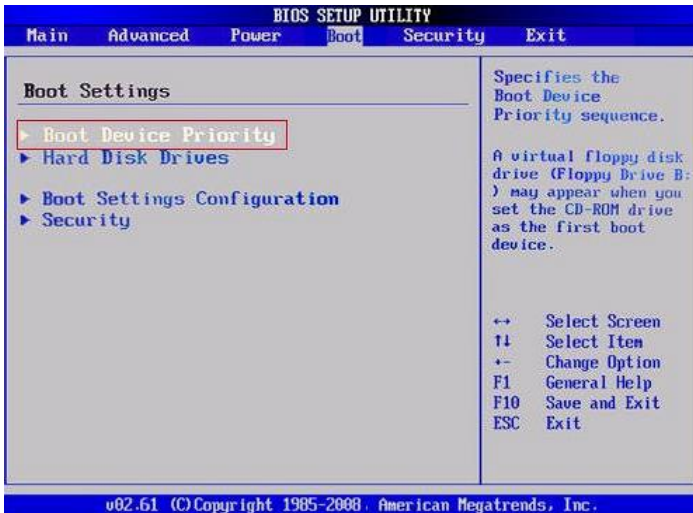 BIOS SETUP UTILITY
Main Advanced Power Boot Security Exit
Boot Settings
▶ Boot Device Priority
▶ Hard Disk Drives
▶ Boot Settings Configuration
▶ Security
Specifies the
Boot Device
Priority sequence.
A virtual floppy disk
drive (Floppy Drive B:
) may appear when you
set the CD-ROM drive
as the first boot
device.
↔ Select Screen
↑↓ Select Item
+- Change Option
F1 General Help
F10 Save and Exit
ESC Exit
v02.61 (C)Copyright 1985-2008, American Megatrends, Inc.